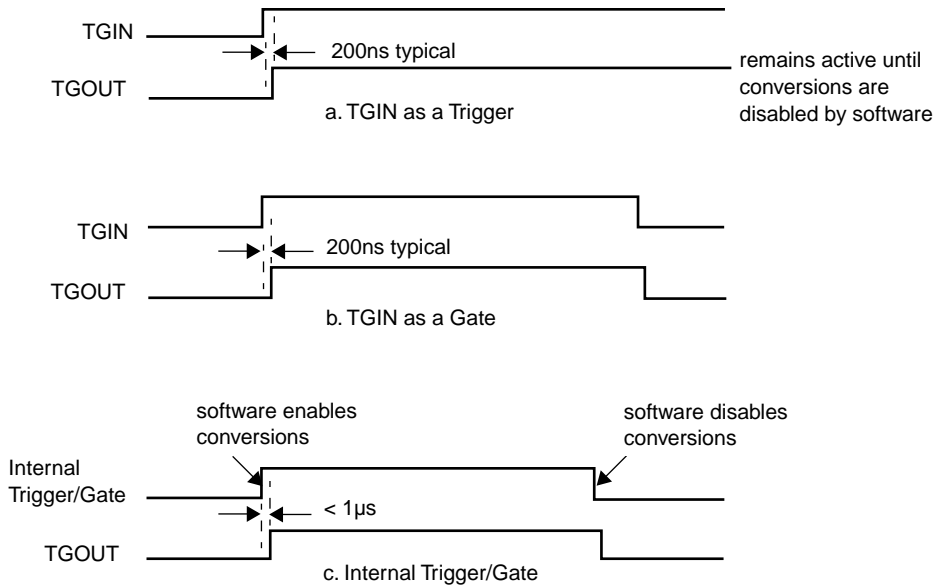 TGIN
200ns typical
TGOUT
remains active until
conversions are
disabled by software
a. TGIN as a Trigger
TGIN
200ns typical
TGOUT
b. TGIN as a Gate
software enables
conversions
software disables
conversions
Internal
Trigger/Gate
< 1µs
TGOUT
c. Internal Trigger/Gate